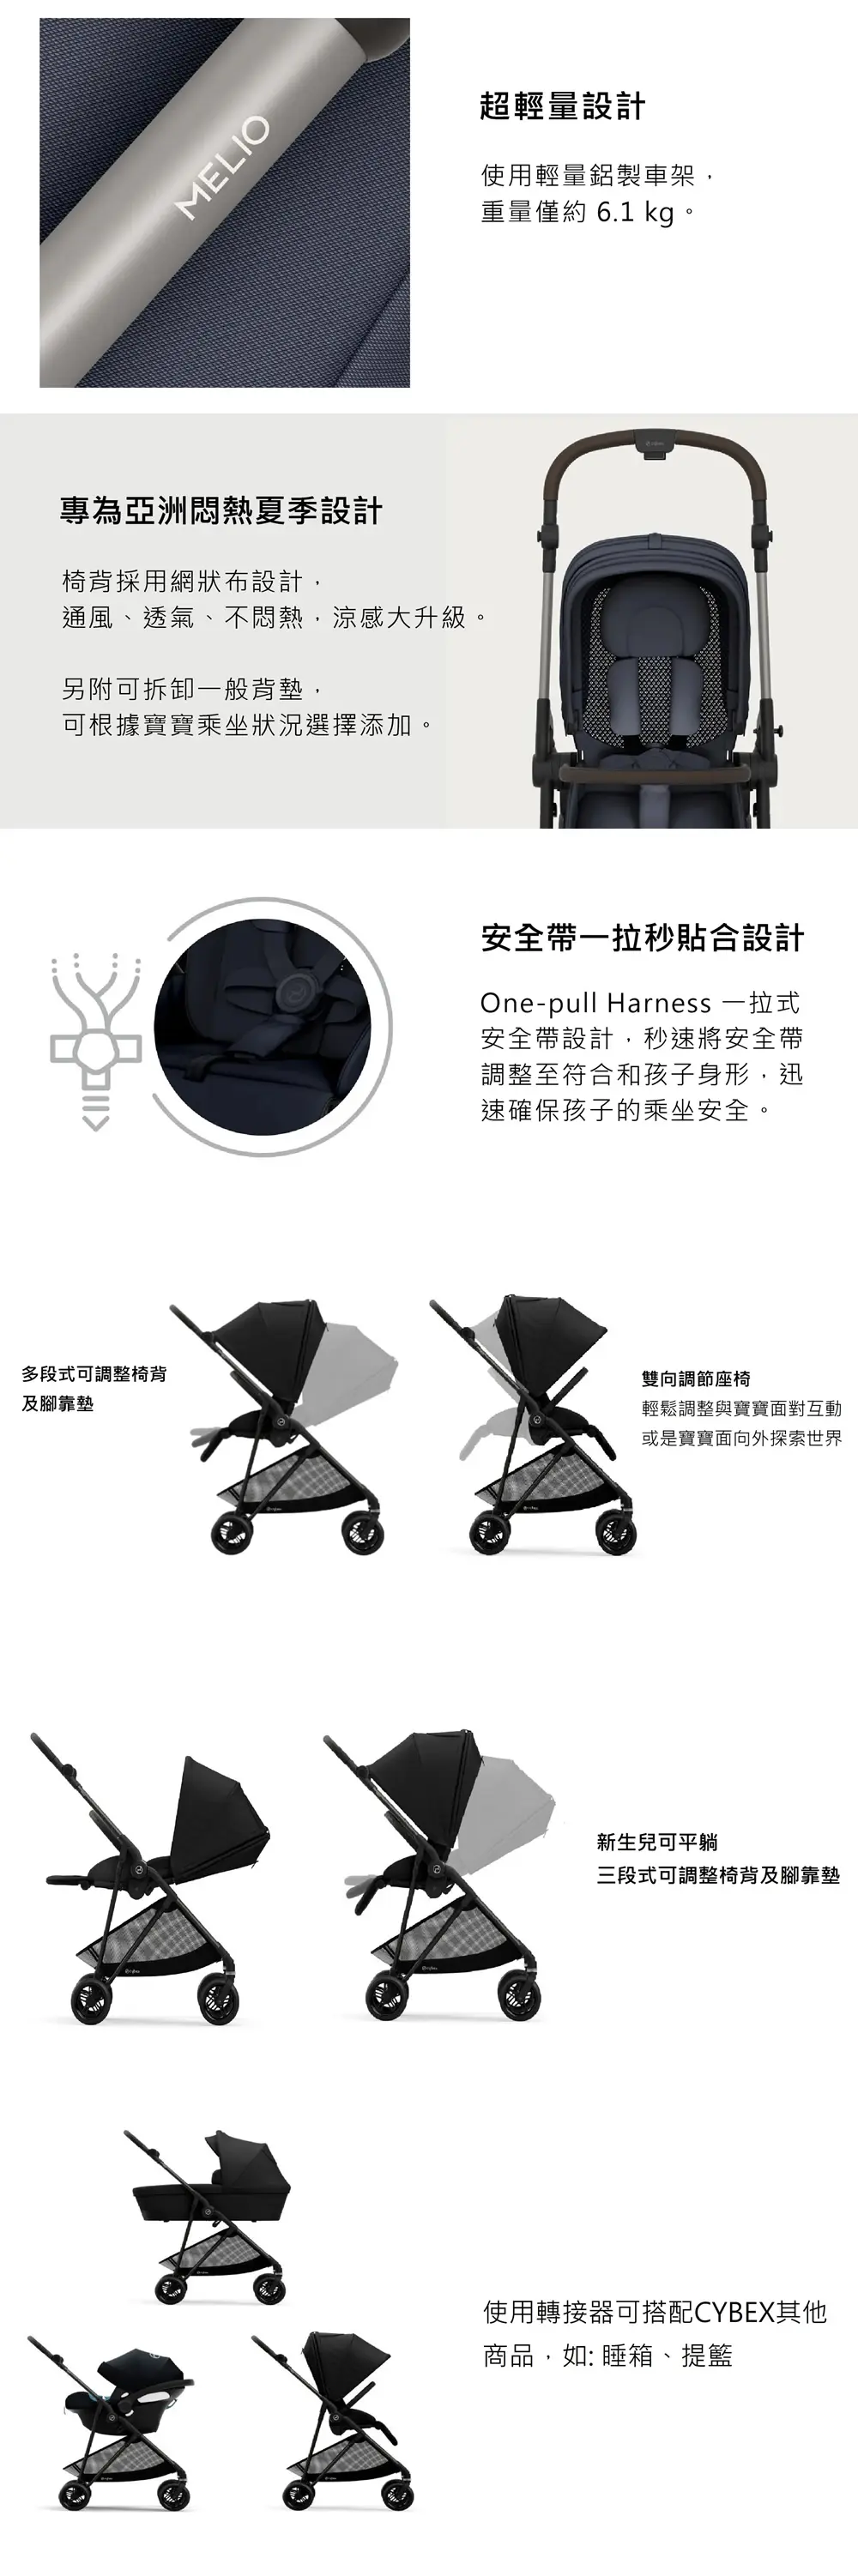 MELIO
超輕量設計
使用輕量鋁製車架，
重量僅約 6.1 kg。
專為亞洲悶熱夏季設計
椅背採用網狀布設計，
通風、透氣、不悶熱，涼感大升級。
另附可拆卸一般背墊，
可根據寶寶乘坐狀況選擇添加。
安全帶一拉秒貼合設計
One-pull Harness 一拉式
安全帶設計，秒速將安全帶
調整至符合和孩子身形，迅
速確保孩子的乘坐安全。
多段式可調整椅背
及腳靠墊
雙向調節座椅
輕鬆調整與寶寶面對互動
或是寶寶面向外探索世界
新生兒可平躺
三段式可調整椅背及腳靠墊
使用轉接器可搭配CYBEX其他
商品，如: 睡箱、提籃